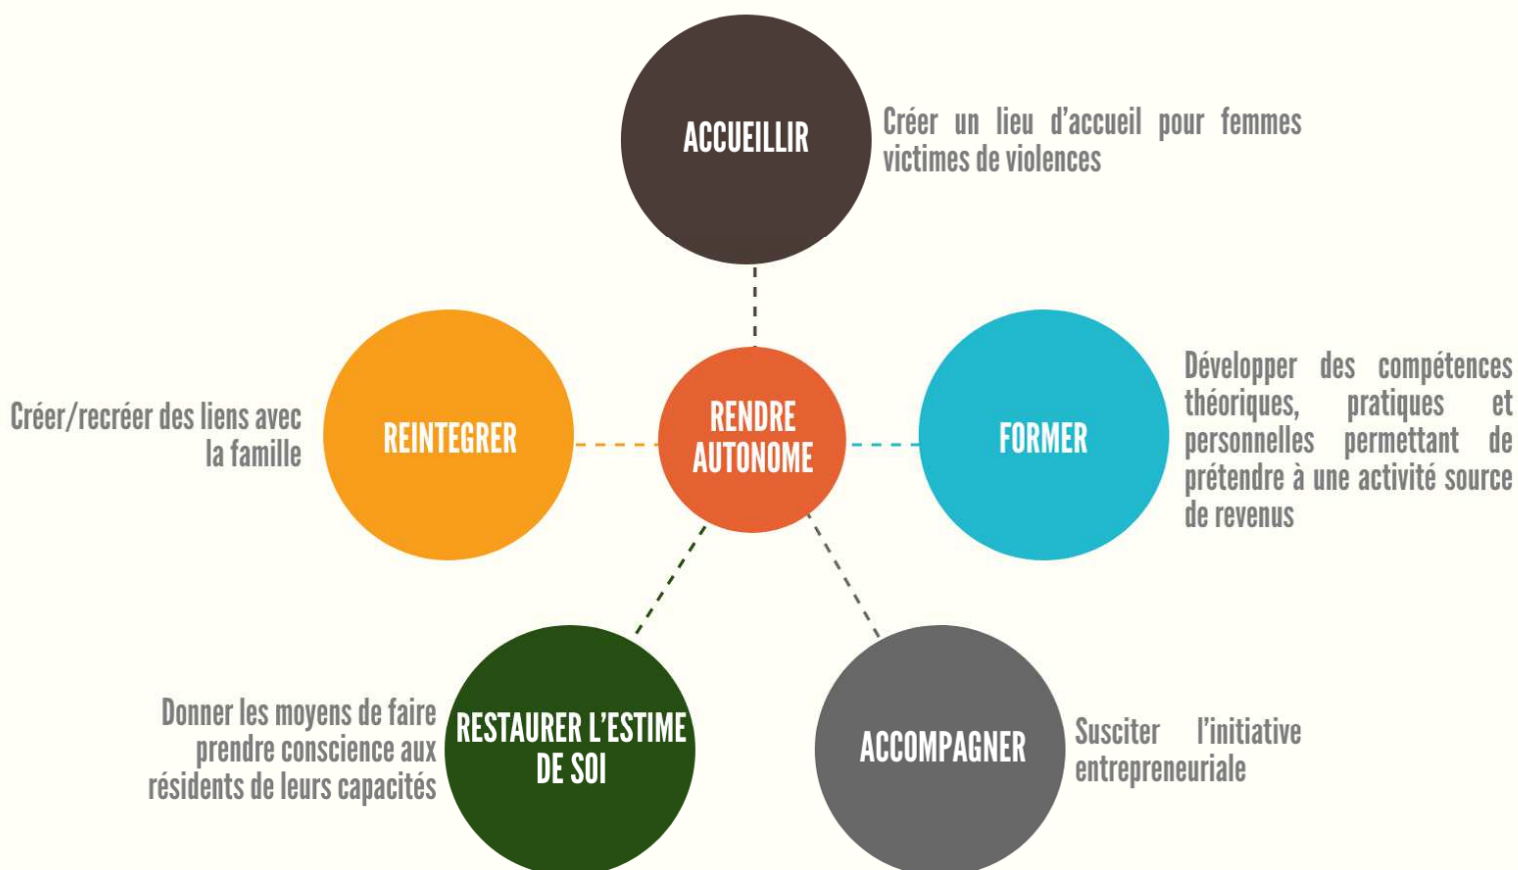 ACCUEILLIR
Créer un lieu d'accueil pour femmes
victimes de violences
Créer/recréer des liens avec
la famille
REINTEGRER
RENDRE
AUTONOME
FORMER
Développer des compétences
théoriques, pratiques et
personnelles permettant de
prétendre à une activité source
de revenus
Donner les moyens de faire
prendre conscience aux
résidents de leurs capacités
RESTAURER L'ESTIME
DE SOI
ACCOMPAGNER
Susciter l'initiative
entrepreneuriale